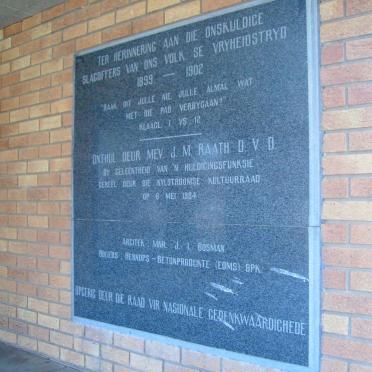 TER HERINNERING AAN DIE ONSKULDIGE
SLAGOFFERS VAN ONS VOLK SE VRYHEIDSTRYD
1899 — 1902
"RAAK DIT JULLE NIE JULLE ALMAL WAT
MET DIE PAD VERBYGAAN?"
KLAAGL. 1 VS. 12
ONTHUL DEUR MEV. J. M. RAATH D. V. D.
BY GELEENTHEID VAN 'N HULDIGINGSFUNKSIE
GEREËL DEUR DIE NYLSTROOMSE KULTUURRAAD
OP 6 MEI 1984
ARGITEK: MNR. J. I. BOSMAN
BOUERS: HENNOPS-BETONPRODUKTE (EDMS) BPK.
OPGERIG DEUR DIE RAAD VIR NASIONALE GEDENKWAARDIGHEDE